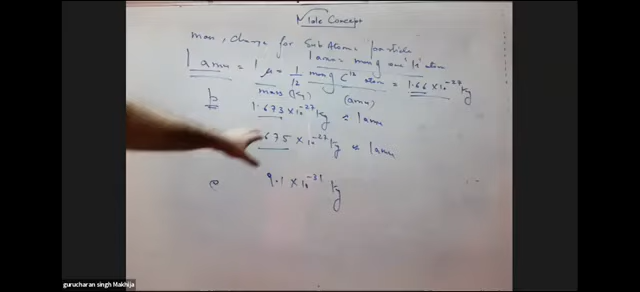 Mole Concept
Mass, Charge for Sub Atomic particle
1 amu = mass of one 'H' atom
1 amu = 1 μ = 1/12 mass of C¹² atom = 1.66 × 10⁻²⁷ Kg
mass (Kg) (amu)
p 1.673 × 10⁻²⁷ Kg ≈ 1 amu
.675 × 10⁻²⁷ Kg ≈ 1 amu
e 9.1 × 10⁻³¹ Kg
gurucharan singh Makhija